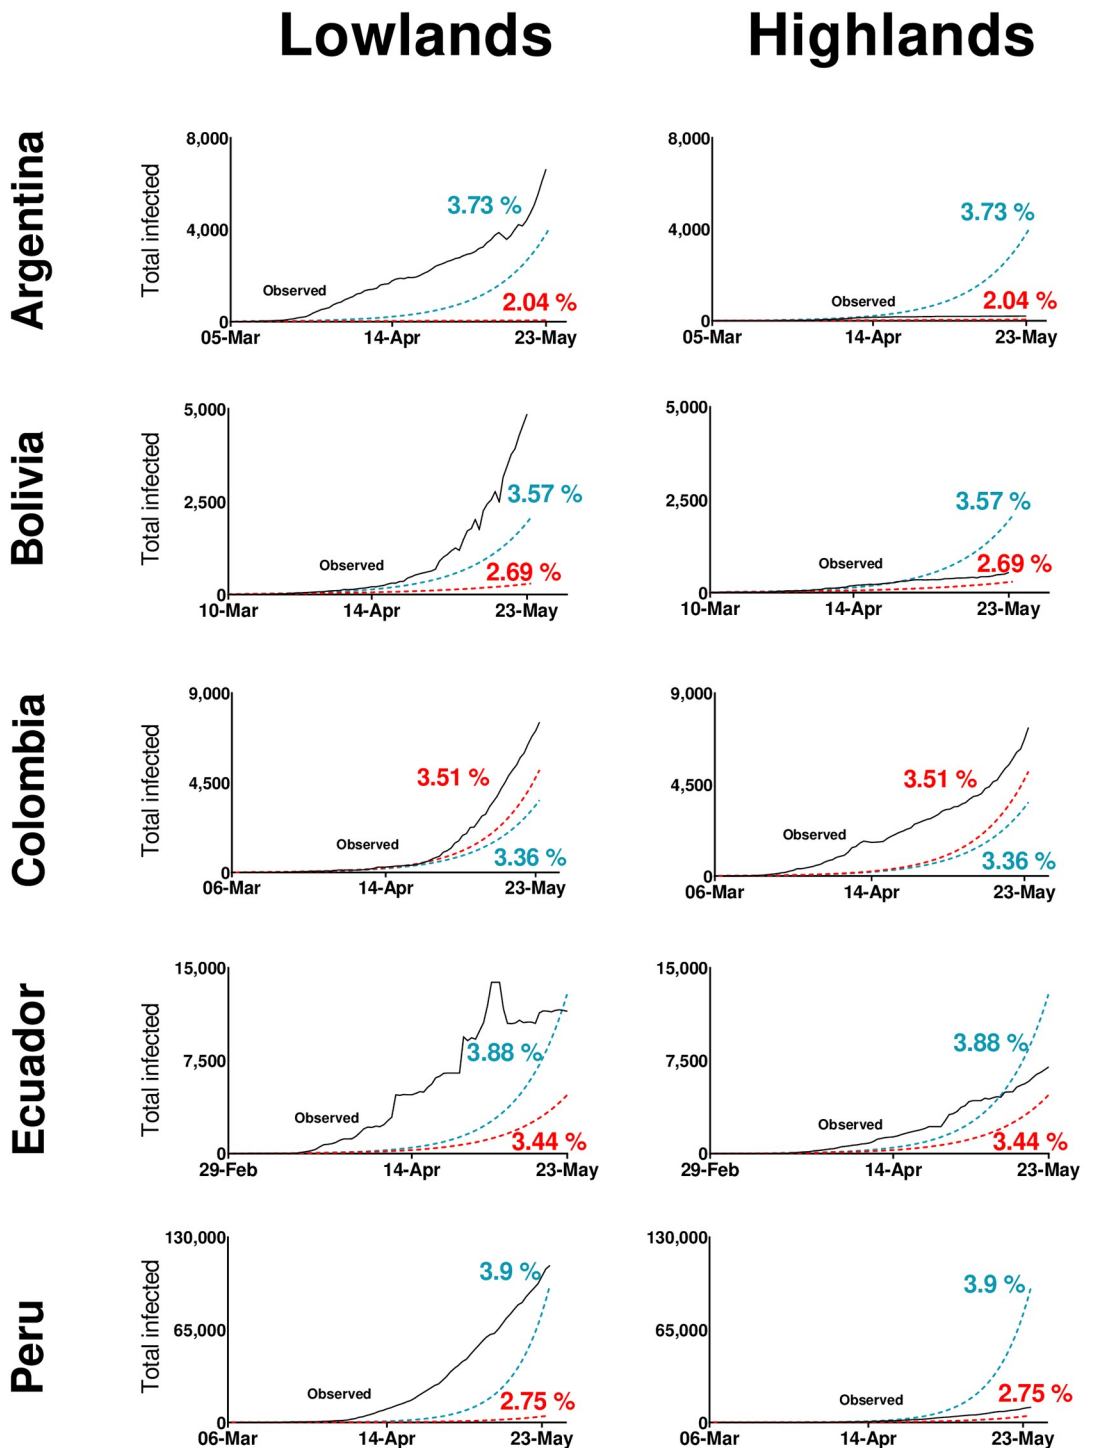 Lowlands
Highlands
Argentina
Total infected
8,000
4,000
0
3.73 %
Observed
2.04 %
05-Mar
14-Apr
23-May
8,000
4,000
0
3.73 %
Observed
2.04 %
05-Mar
14-Apr
23-May
Bolivia
Total infected
5,000
2,500
0
3.57 %
Observed
2.69 %
10-Mar
14-Apr
23-May
5,000
2,500
0
3.57 %
Observed
2.69 %
10-Mar
14-Apr
23-May
Colombia
Total infected
9,000
4,500
0
3.51 %
Observed
3.36 %
06-Mar
14-Apr
23-May
9,000
4,500
0
3.51 %
Observed
3.36 %
06-Mar
14-Apr
23-May
Ecuador
Total infected
15,000
7,500
0
3.88 %
Observed
3.44 %
29-Feb
14-Apr
23-May
15,000
7,500
0
3.88 %
Observed
3.44 %
29-Feb
14-Apr
23-May
Peru
Total infected
130,000
65,000
0
3.9 %
Observed
2.75 %
06-Mar
14-Apr
23-May
130,000
65,000
0
3.9 %
Observed
2.75 %
06-Mar
14-Apr
23-May